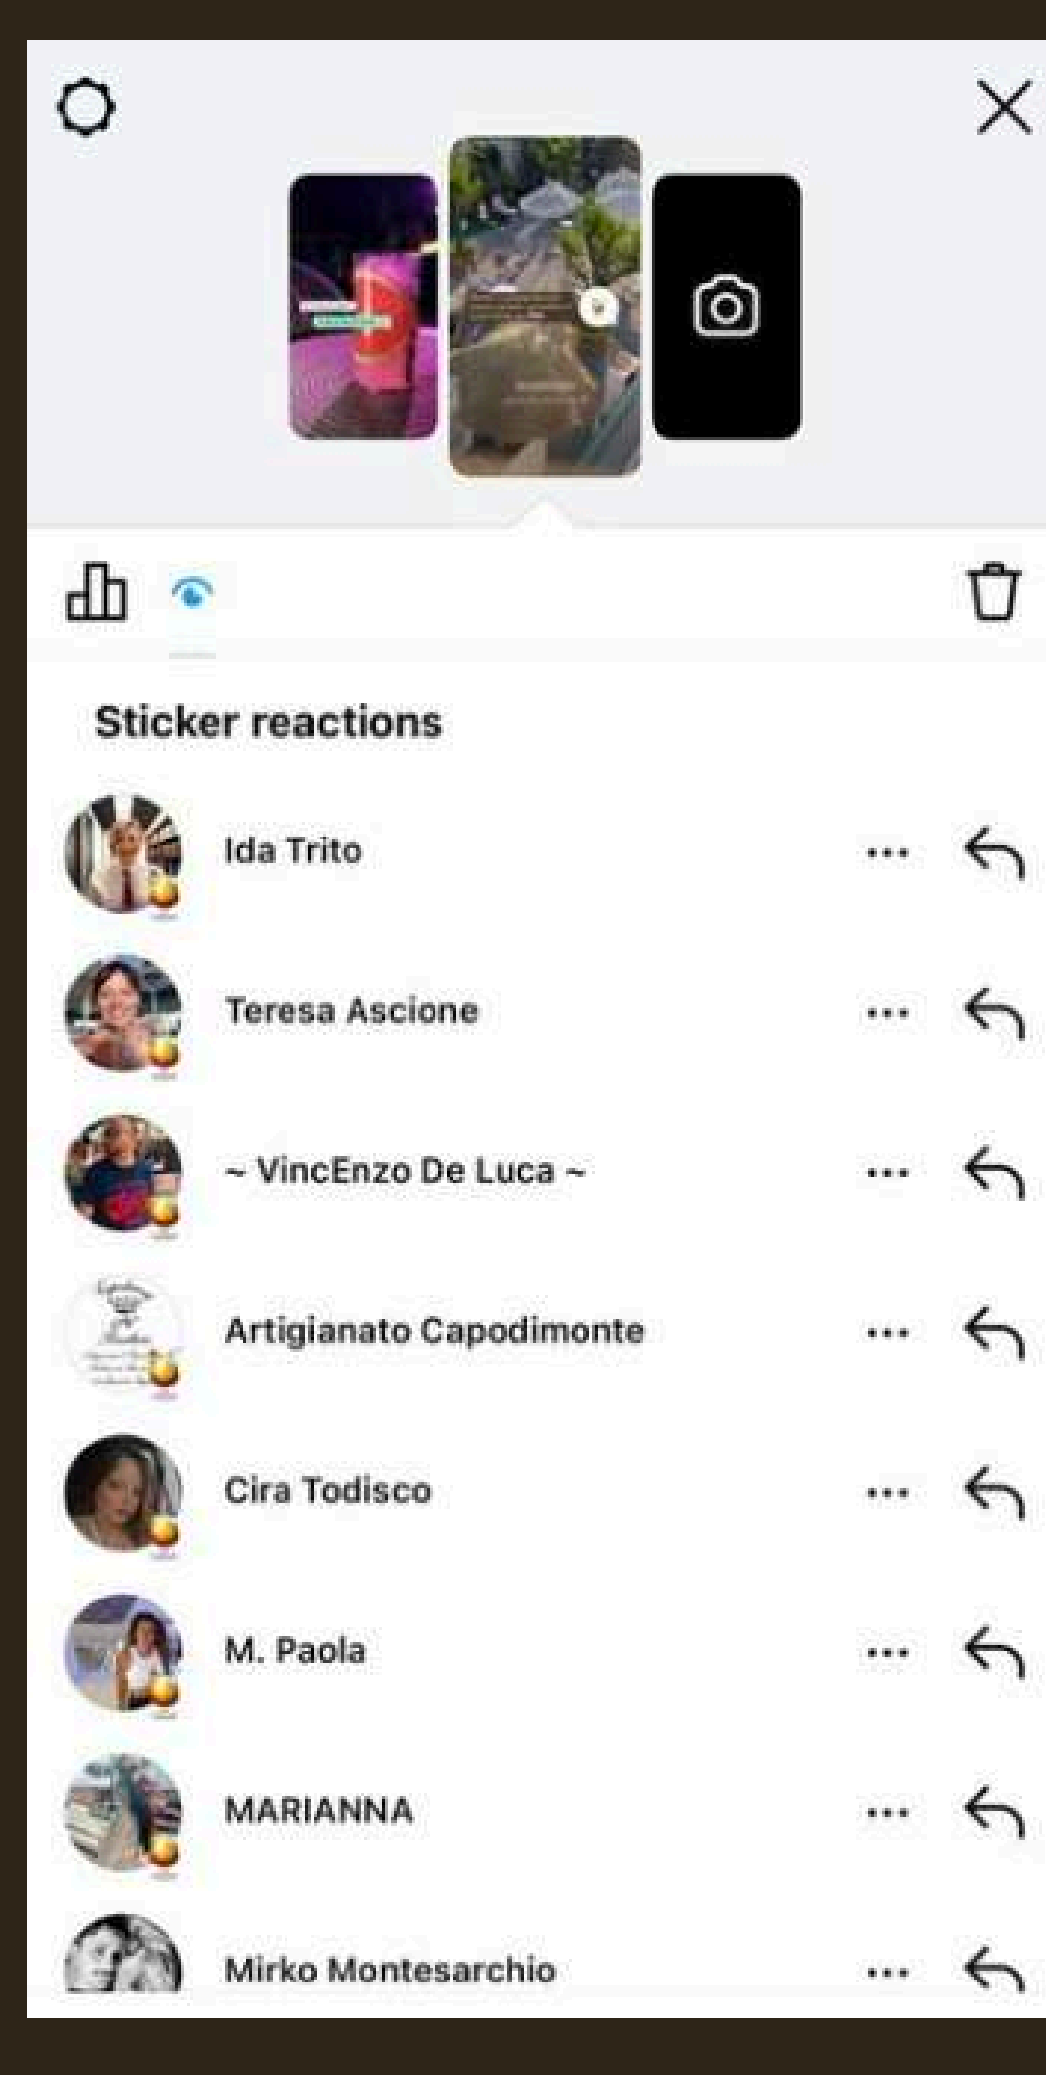 Sticker reactions
Ida Trito
Teresa Ascione
~ VincEnzo De Luca ~
Artigianato Capodimonte
Cira Todisco
M. Paola
MARIANNA
Mirko Montesarchio